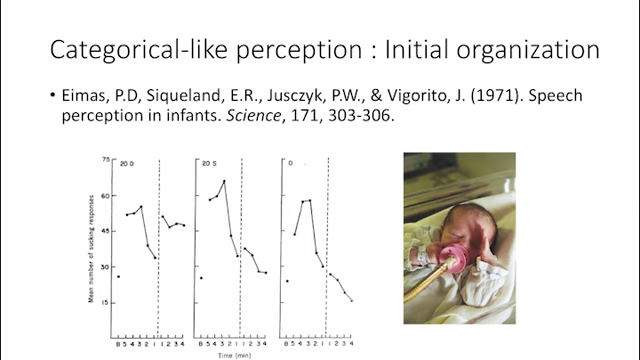 Categorical-like perception : Initial organization
• Eimas, P.D, Siqueland, E.R., Jusczyk, P.W., & Vigorito, J. (1971). Speech
perception in infants. Science, 171, 303-306.
75
60
45
30
15
Mean number of sucking responses
20 D
20 S
0
B 5 4 3 2 1 1 2 3 4
B 5 4 3 2 1 1 2 3 4
B 5 4 3 2 1 1 2 3 4
Time (min)